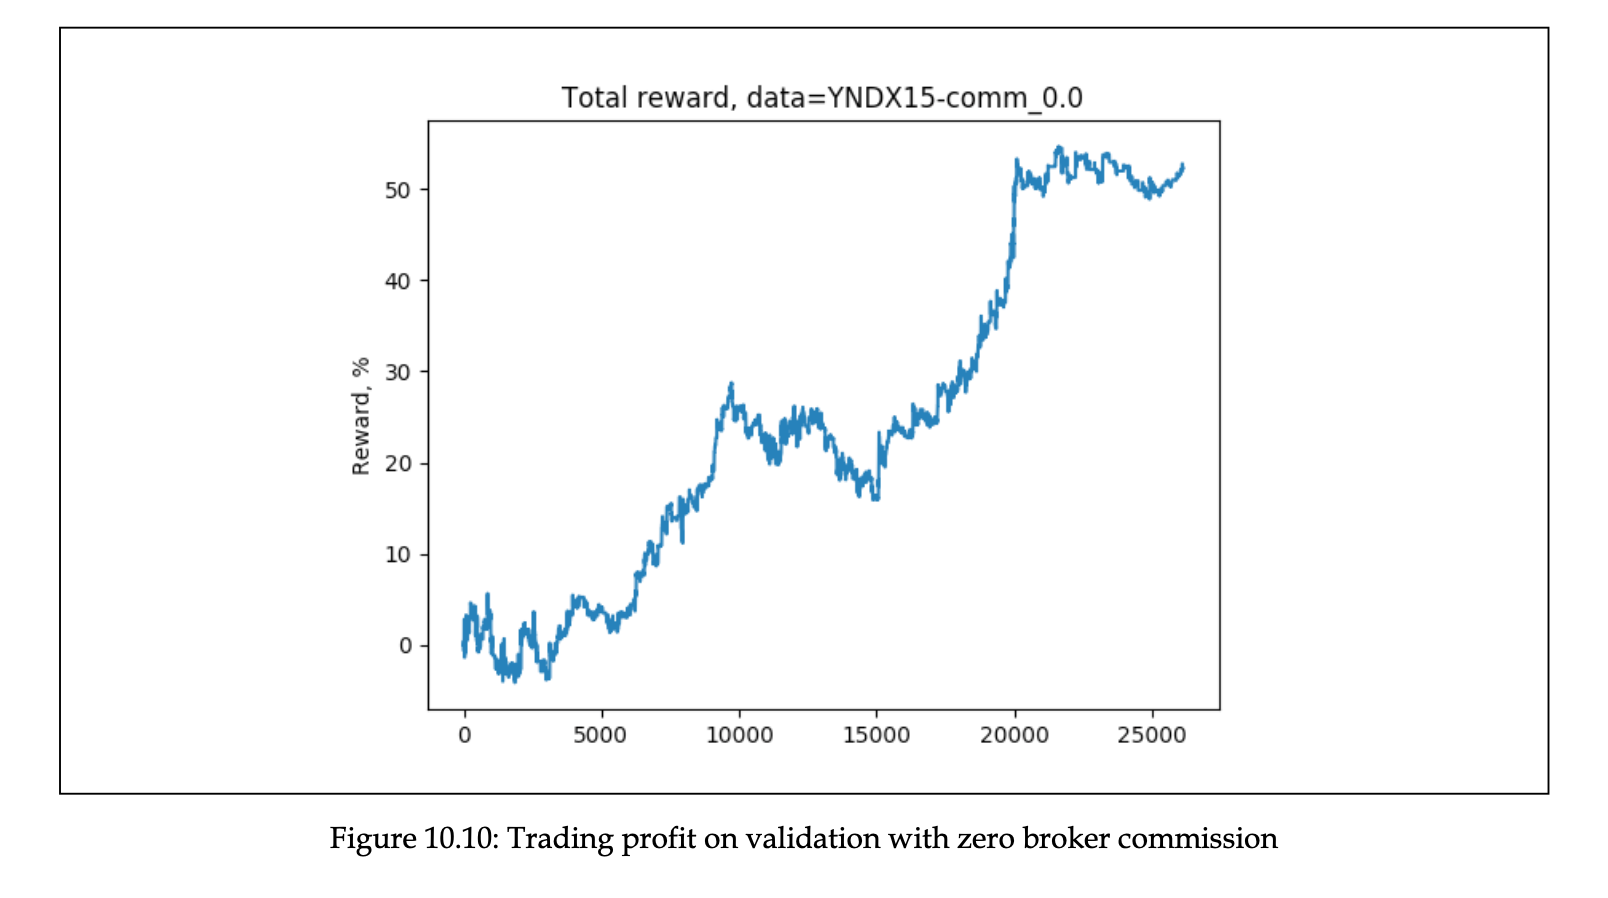 Total reward, data=YNDX15-comm_0.0
Reward, %
50
40
30
20
10
0
0 5000 10000 15000 20000 25000
Figure 10.10: Trading profit on validation with zero broker commission